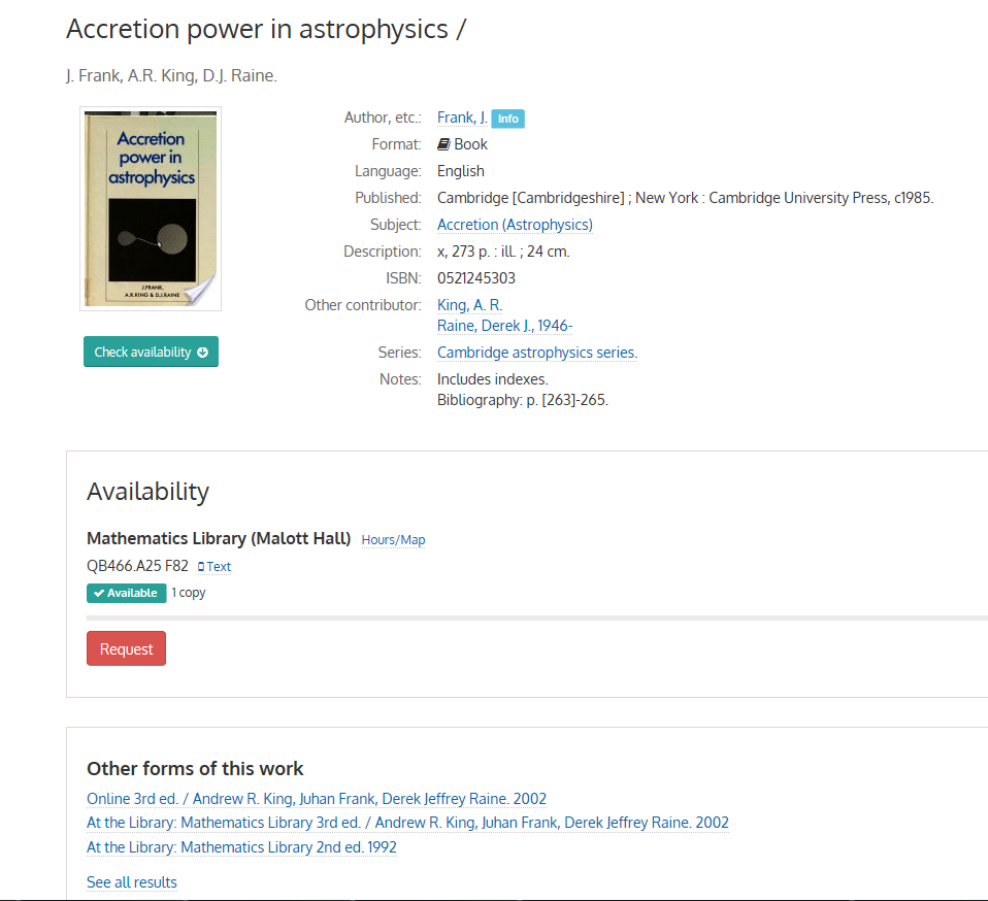 Accretion power in astrophysics /
J. Frank, A.R. King, D.J. Raine.
Accretion
power in
astrophysics
J.FRANK,
A.R.KING & D.J.RAINE
Check availability
Author, etc.: Frank, J. Info
Format: Book
Language: English
Published: Cambridge [Cambridgeshire] ; New York : Cambridge University Press, c1985.
Subject: Accretion (Astrophysics)
Description: x, 273 p. : ill. ; 24 cm.
ISBN: 0521245303
Other contributor: King, A. R.
Raine, Derek J., 1946-
Series: Cambridge astrophysics series.
Notes: Includes indexes.
Bibliography: p. [263]-265.
Availability
Mathematics Library (Malott Hall) Hours/Map
QB466.A25 F82 Text
Available 1 copy
Request
Other forms of this work
Online 3rd ed. / Andrew R. King, Juhan Frank, Derek Jeffrey Raine. 2002
At the Library: Mathematics Library 3rd ed. / Andrew R. King, Juhan Frank, Derek Jeffrey Raine. 2002
At the Library: Mathematics Library 2nd ed. 1992
See all results